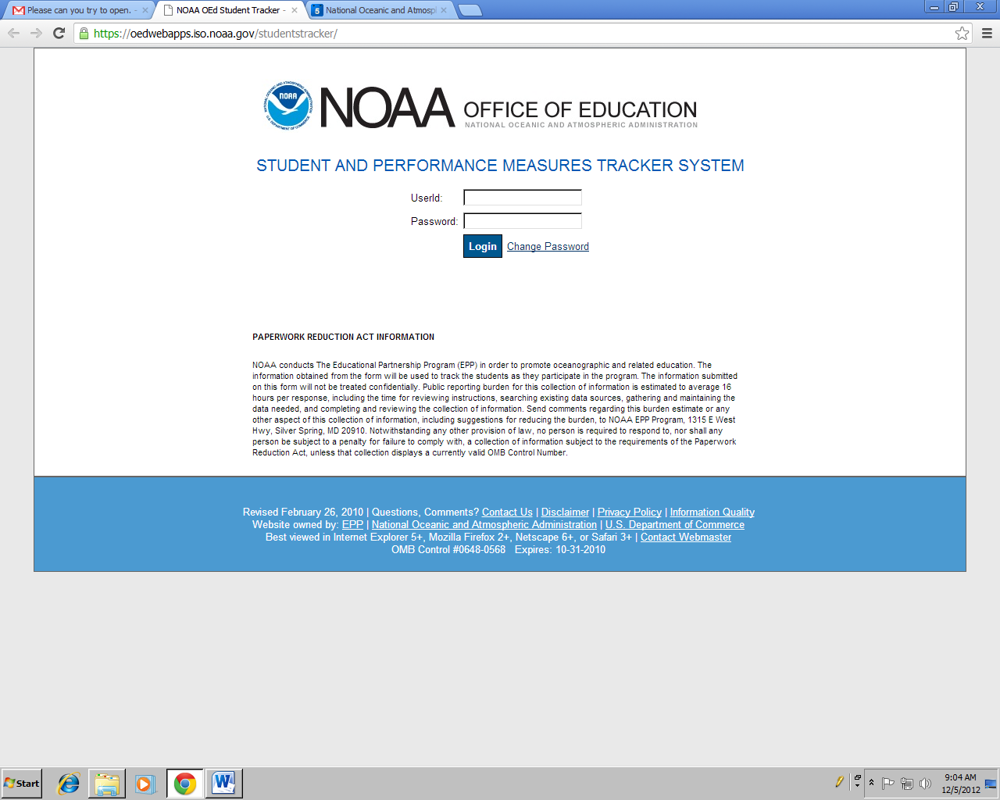 Please can you try to open. -
NOAA OEd Student Tracker -
5 National Oceanic and Atmosp
https://oedwebapps.iso.noaa.gov/studentstracker/
NATIONAL OCEANIC AND ATMOSPHERIC ADMINISTRATION
NOAA
U.S. DEPARTMENT OF COMMERCE
NOAA OFFICE OF EDUCATION
NATIONAL OCEANIC AND ATMOSPHERIC ADMINISTRATION
STUDENT AND PERFORMANCE MEASURES TRACKER SYSTEM
UserId:
Password:
Login Change Password
PAPERWORK REDUCTION ACT INFORMATION
NOAA conducts The Educational Partnership Program (EPP) in order to promote oceanographic and related education. The
information obtained from the form will be used to track the students as they participate in the program. The information submitted
on this form will not be treated confidentially. Public reporting burden for this collection of information is estimated to average 16
hours per response, including the time for reviewing instructions, searching existing data sources, gathering and maintaining the
data needed, and completing and reviewing the collection of information. Send comments regarding this burden estimate or any
other aspect of this collection of information, including suggestions for reducing the burden, to NOAA EPP Program, 1315 E West
Hwy, Silver Spring, MD 20910. Notwithstanding any other provision of law, no person is required to respond to, nor shall any
person be subject to a penalty for failure to comply with, a collection of information subject to the requirements of the Paperwork
Reduction Act, unless that collection displays a currently valid OMB Control Number.
Revised February 26, 2010 | Questions, Comments? Contact Us | Disclaimer | Privacy Policy | Information Quality
Website owned by: EPP | National Oceanic and Atmospheric Administration | U.S. Department of Commerce
Best viewed in Internet Explorer 5+, Mozilla Firefox 2+, Netscape 6+, or Safari 3+ | Contact Webmaster
OMB Control #0648-0568 Expires: 10-31-2010
Start
9:04 AM
12/5/2012